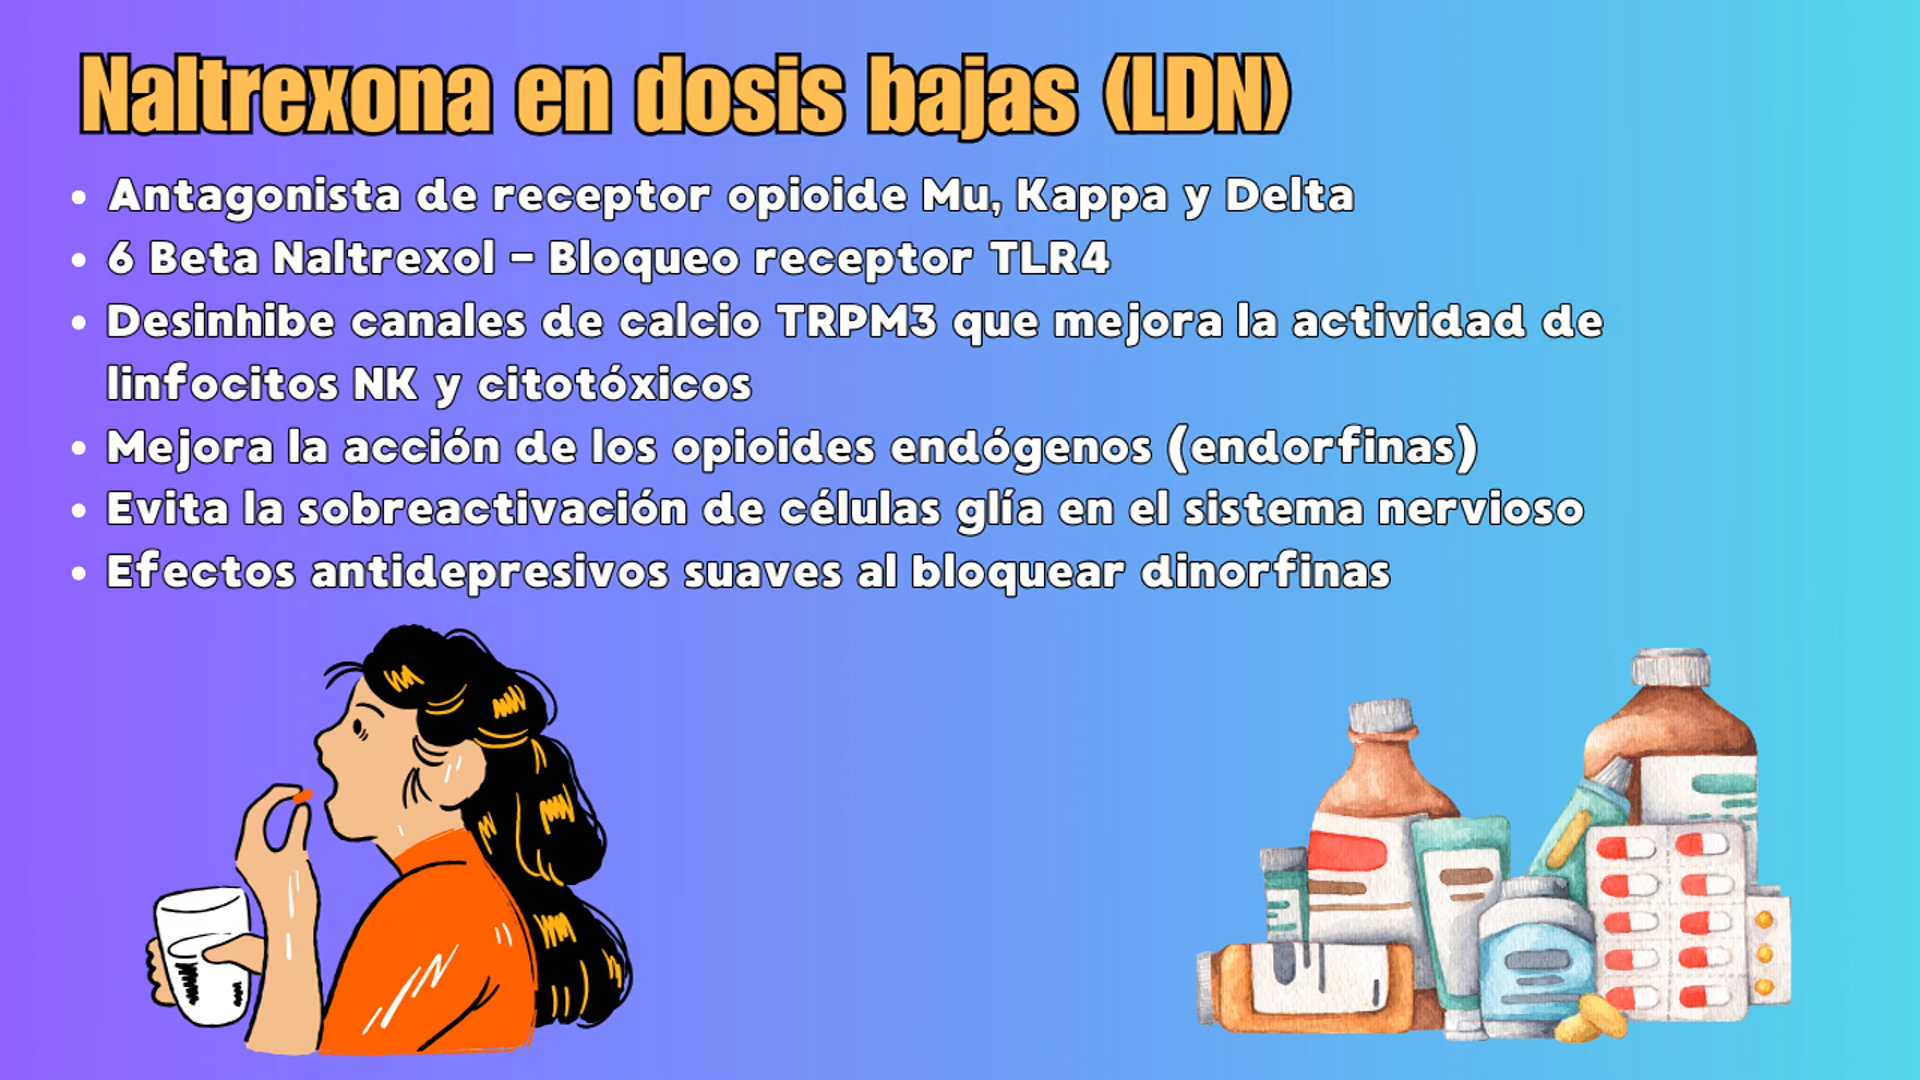 Naltrexona en dosis bajas (LDN)
• Antagonista de receptor opioide Mu, Kappa y Delta
• 6 Beta Naltrexol – Bloqueo receptor TLR4
• Desinhibe canales de calcio TRPM3 que mejora la actividad de
linfocitos NK y citotóxicos
• Mejora la acción de los opioides endógenos (endorfinas)
• Evita la sobreactivación de células glía en el sistema nervioso
• Efectos antidepresivos suaves al bloquear dinorfinas